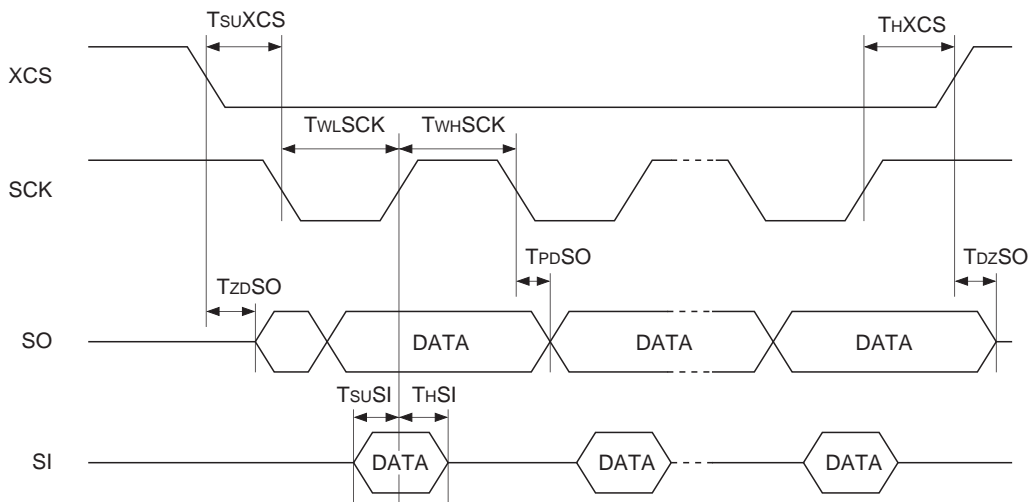 TSUXCS
THXCS
XCS
TWLSCK
TWHSCK
SCK
TPDSO
TDZSO
TZDSO
SO
DATA
DATA
DATA
TSUSI
THSI
SI
DATA
DATA
DATA